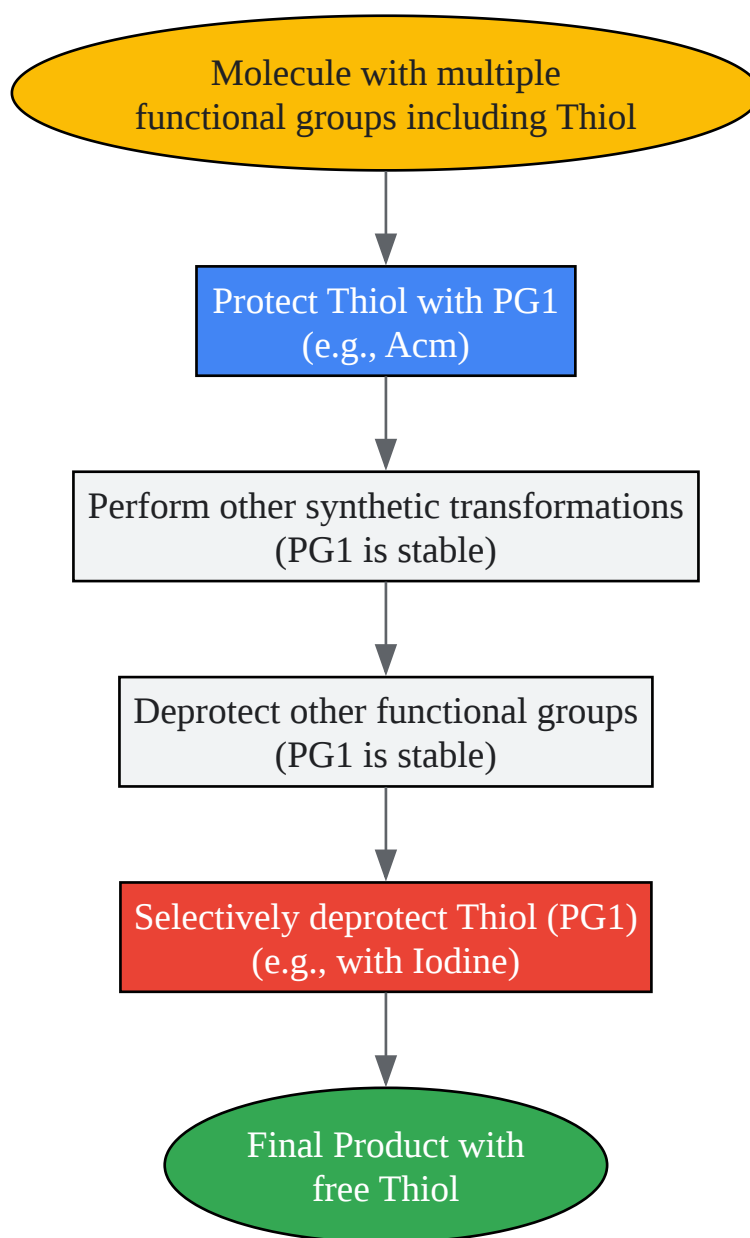 Molecule with multiple
functional groups including Thiol
Protect Thiol with PG1
(e.g., Acm)
Perform other synthetic transformations
(PG1 is stable)
Deprotect other functional groups
(PG1 is stable)
Selectively deprotect Thiol (PG1)
(e.g., with Iodine)
Final Product with
free Thiol